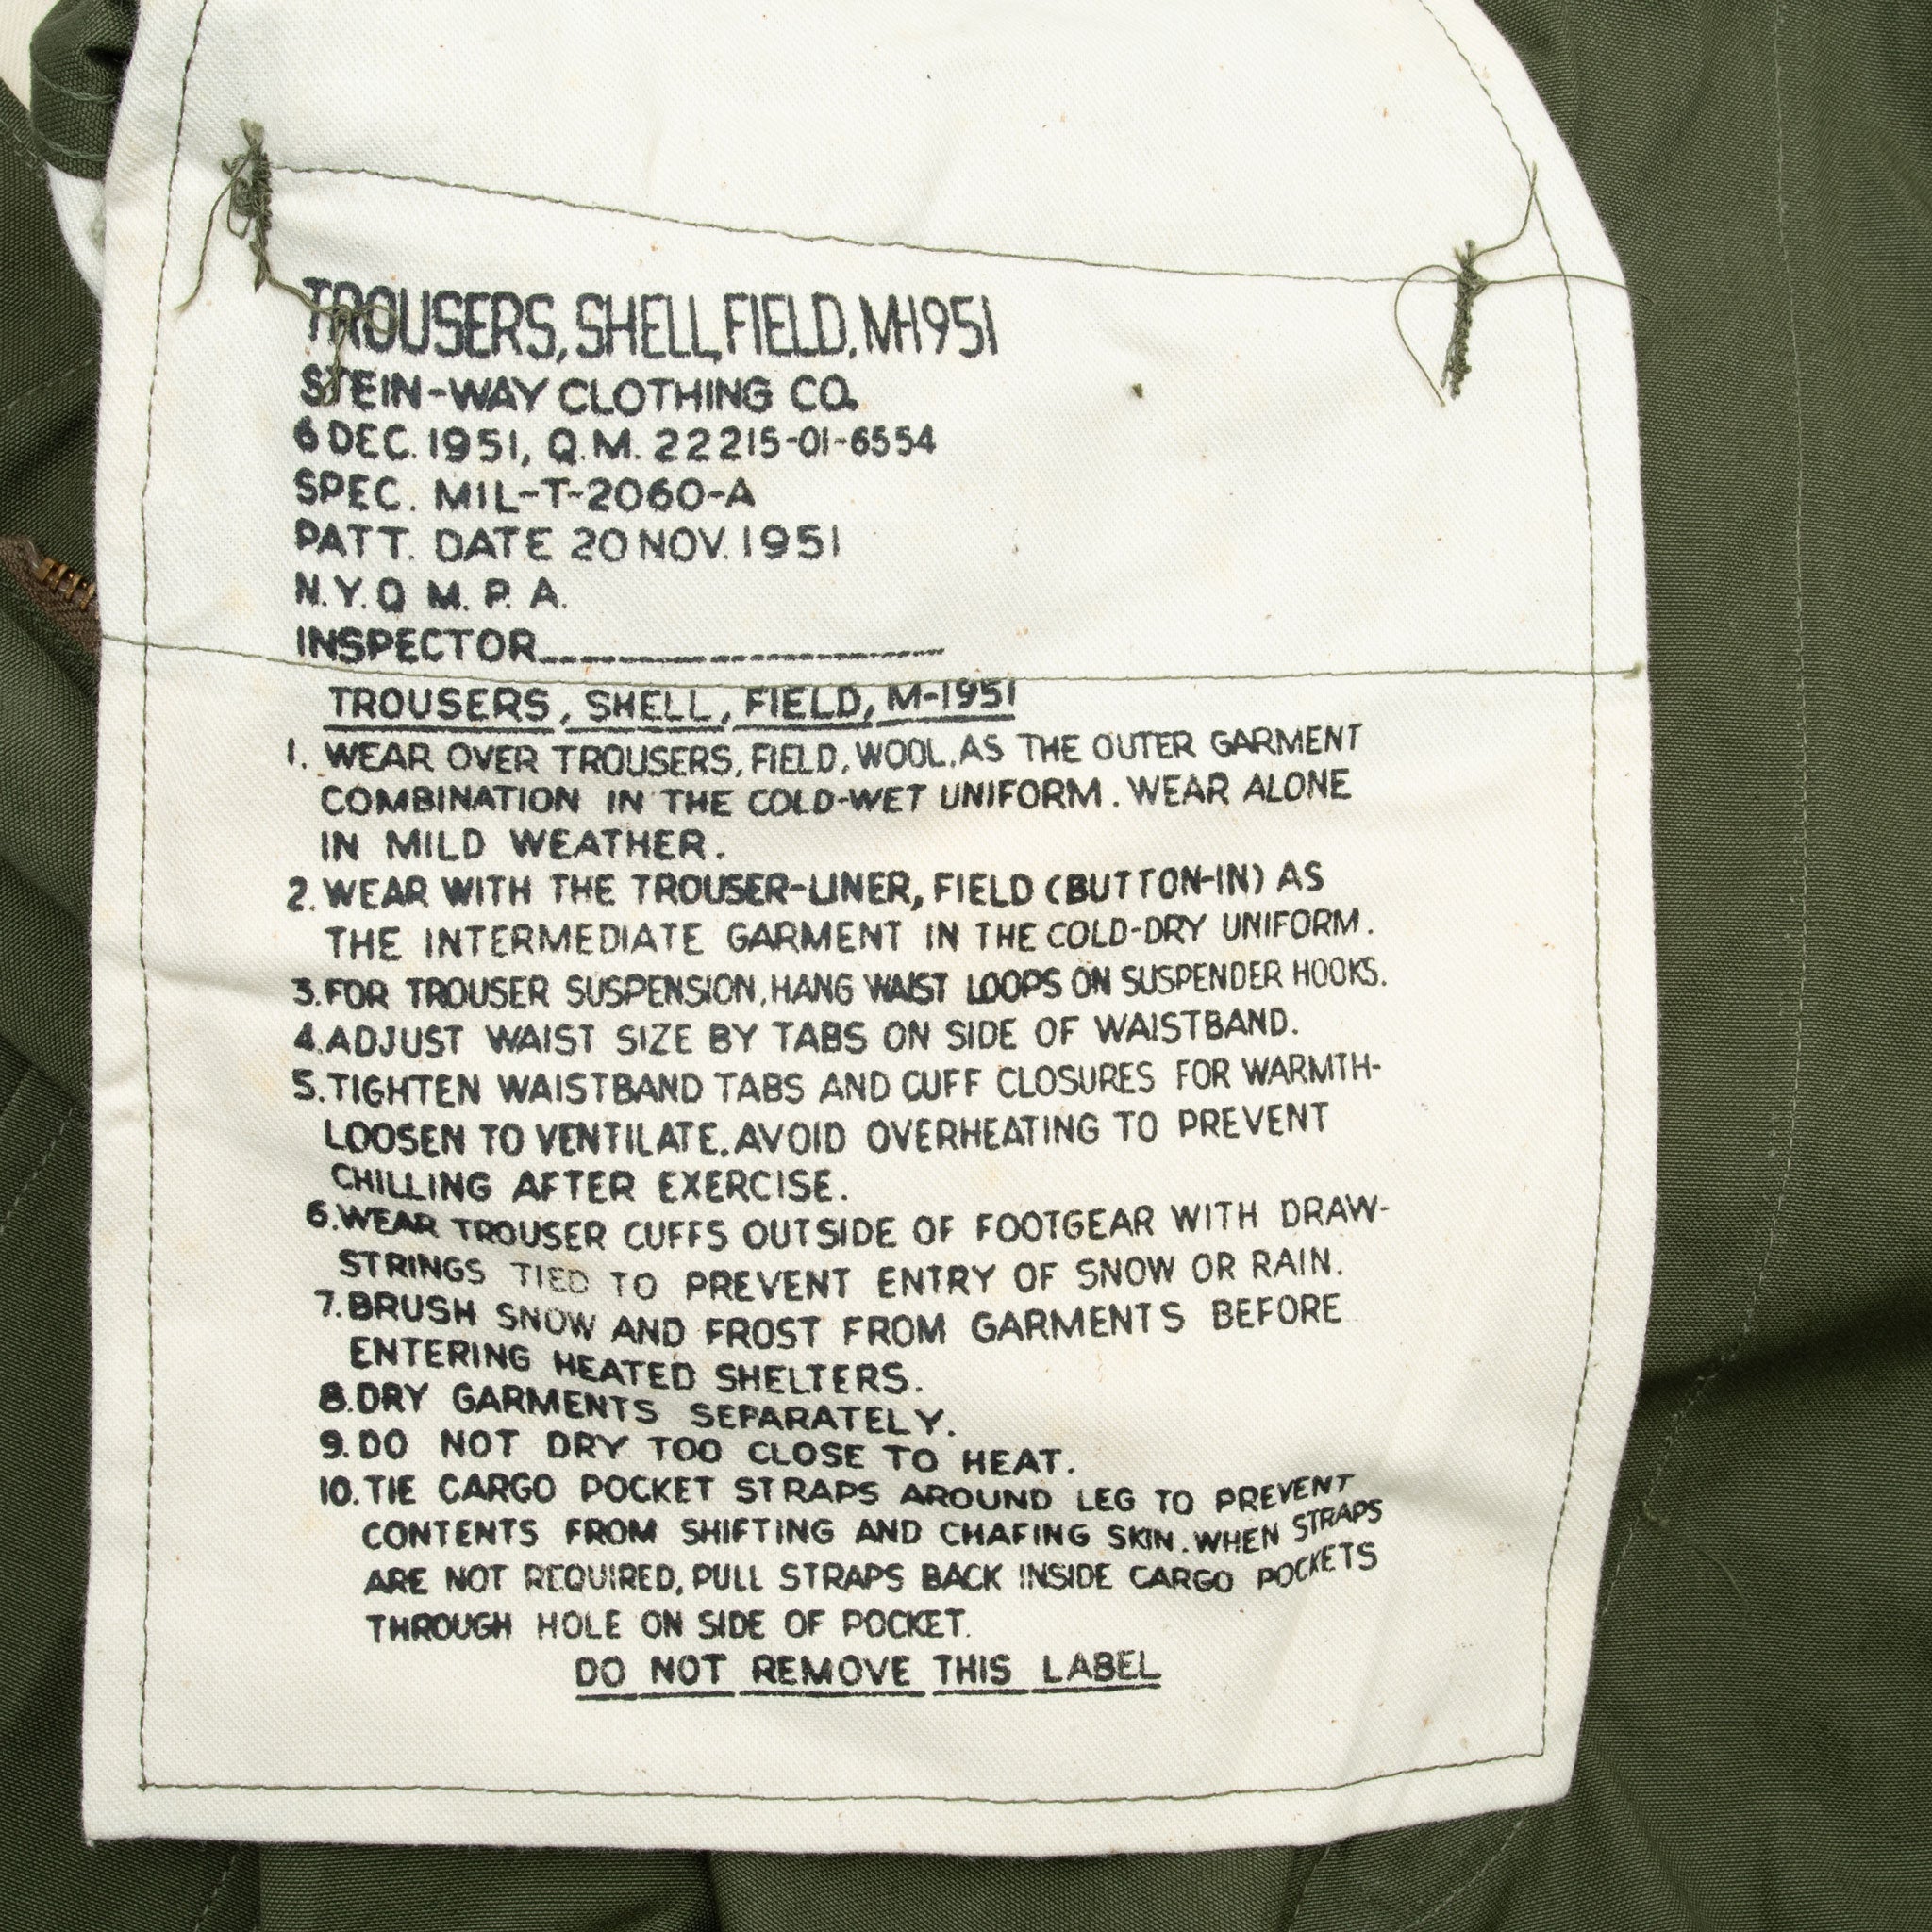 TROUSERS, SHELL, FIELD, M-1951
STEIN-WAY CLOTHING CO.
6 DEC. 1951, Q.M. 22215-01-6554
SPEC. MIL-T-2060-A
PATT. DATE 20 NOV. 1951
N.Y.Q M. P. A.
INSPECTOR____________________
TROUSERS, SHELL, FIELD, M-1951
1. WEAR OVER TROUSERS, FIELD, WOOL, AS THE OUTER GARMENT
COMBINATION IN THE COLD-WET UNIFORM. WEAR ALONE
IN MILD WEATHER.
2. WEAR WITH THE TROUSER-LINER, FIELD (BUTTON-IN) AS
THE INTERMEDIATE GARMENT IN THE COLD-DRY UNIFORM.
3. FOR TROUSER SUSPENSION, HANG WAIST LOOPS ON SUSPENDER HOOKS.
4. ADJUST WAIST SIZE BY TABS ON SIDE OF WAISTBAND.
5. TIGHTEN WAISTBAND TABS AND CUFF CLOSURES FOR WARMTH-
LOOSEN TO VENTILATE. AVOID OVERHEATING TO PREVENT
CHILLING AFTER EXERCISE.
6. WEAR TROUSER CUFFS OUTSIDE OF FOOTGEAR WITH DRAW-
STRINGS TIED TO PREVENT ENTRY OF SNOW OR RAIN.
7. BRUSH SNOW AND FROST FROM GARMENTS BEFORE
ENTERING HEATED SHELTERS.
8. DRY GARMENTS SEPARATELY.
9. DO NOT DRY TOO CLOSE TO HEAT.
10. TIE CARGO POCKET STRAPS AROUND LEG TO PREVENT
CONTENTS FROM SHIFTING AND CHAFING SKIN. WHEN STRAPS
ARE NOT REQUIRED, PULL STRAPS BACK INSIDE CARGO POCKETS
THROUGH HOLE ON SIDE OF POCKET.
DO NOT REMOVE THIS LABEL